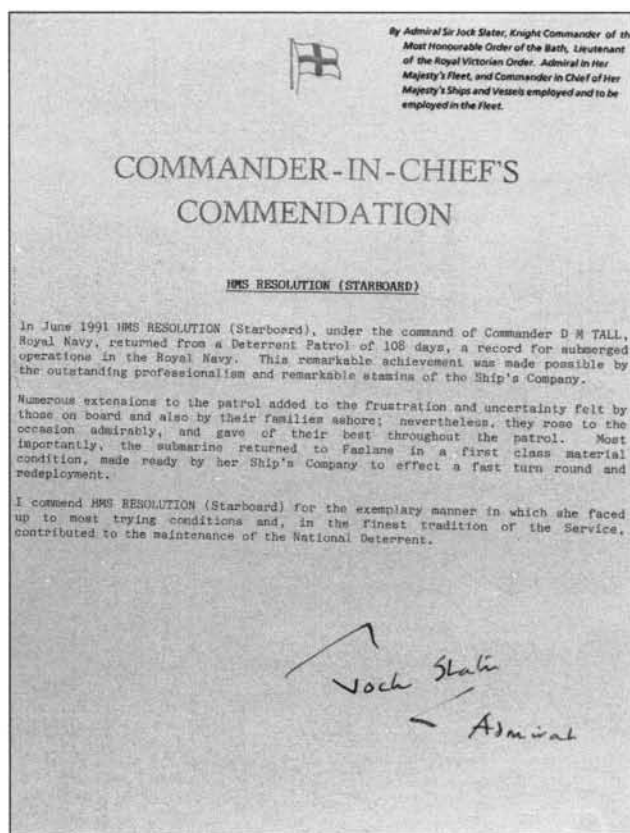 By Admiral Sir Jock Slater, Knight Commander of th
Most Honourable Order of the Bath, Lieutenant
of the Royal Victorian Order. Admiral in Her
Majesty's Fleet, and Commander in Chief of Her
Majesty's Ships and Vessels employed and to be
employed in the Fleet.
COMMANDER-IN-CHIEF'S
COMMENDATION
HMS RESOLUTION (STARBOARD)
In June 1991 HMS RESOLUTION (Starboard), under the command of Commander D M TALL,
Royal Navy, returned from a Deterrent Patrol of 108 days, a record for submerged
operations in the Royal Navy. This remarkable achievement was made possible by
the outstanding professionalism and remarkable stamina of the Ship's Company.
Numerous extensions to the patrol added to the frustration and uncertainty felt by
those on board and also by their families ashore; nevertheless, they rose to the
occasion admirably, and gave of their best throughout the patrol. Most
importantly, the submarine returned to Faslane in a first class material
condition, made ready by her Ship's Company to effect a fast turn round and
redeployment.
I commend HMS RESOLUTION (Starboard) for the exemplary manner in which she faced
up to most trying conditions and, in the finest tradition of the Service,
contributed to the maintenance of the National Deterrent.
Jock Slater
Admiral